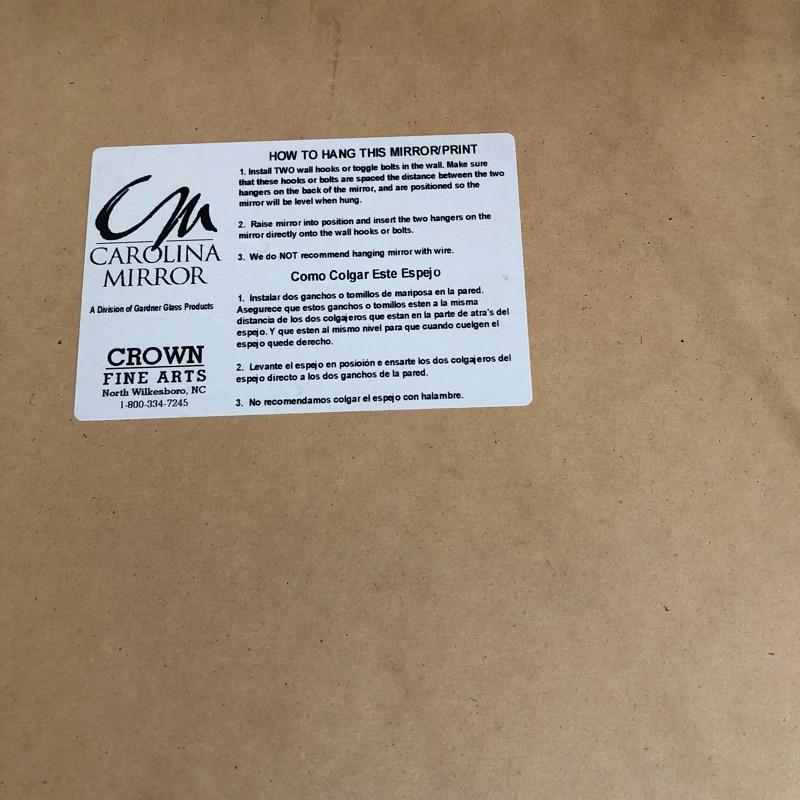 CM
CAROLINA
MIRROR
A Division of Gardner Glass Products
CROWN
FINE ARTS
North Wilkesboro, NC
1-800-334-7245
HOW TO HANG THIS MIRROR/PRINT
1. Install TWO wall hooks or toggle bolts in the wall. Make sure
that these hooks or bolts are spaced the distance between the two
hangers on the back of the mirror, and are positioned so the
mirror will be level when hung.
2. Raise mirror into position and insert the two hangers on the
mirror directly onto the wall hooks or bolts.
3. We do NOT recommend hanging mirror with wire.
Como Colgar Este Espejo
1. Instalar dos ganchos o tornillos de mariposa en la pared.
Asegurece que estos ganchos o tornillos esten a la misma
distancia de los dos colgajeros que estan en la parte de atra's del
espejo. Y que esten al mismo nivel para que cuando cuelgen el
espejo quede derecho.
2. Levante el espejo en posioión e ensarte los dos colgajeros del
espejo directo a los dos ganchos de la pared.
3. No recomendamos colgar el espejo con halambre.